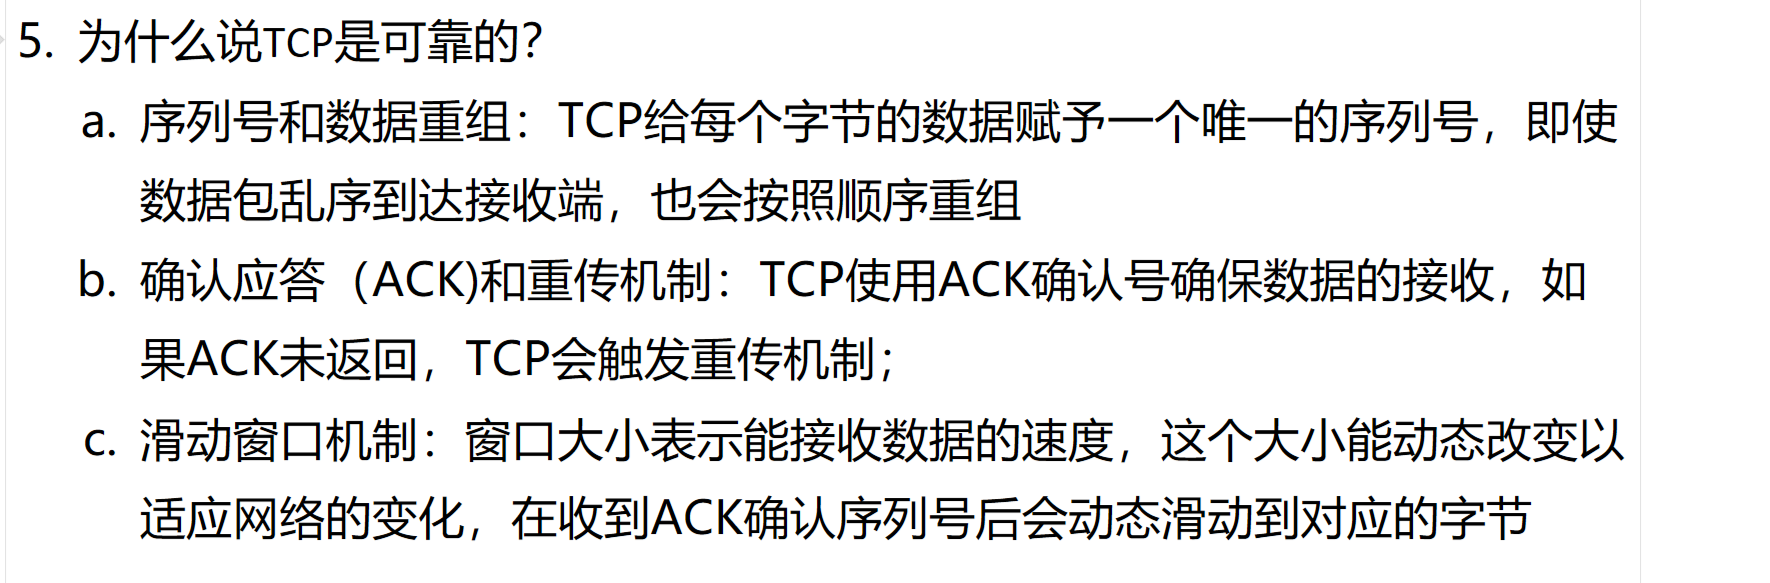 5. 为什么说TCP是可靠的？
a. 序列号和数据重组：TCP给每个字节的数据赋予一个唯一的序列号，即使
数据包乱序到达接收端，也会按照顺序重组
b. 确认应答（ACK)和重传机制：TCP使用ACK确认号确保数据的接收，如
果ACK未返回，TCP会触发重传机制；
c. 滑动窗口机制：窗口大小表示能接收数据的速度，这个大小能动态改变以
适应网络的变化，在收到ACK确认序列号后会动态滑动到对应的字节